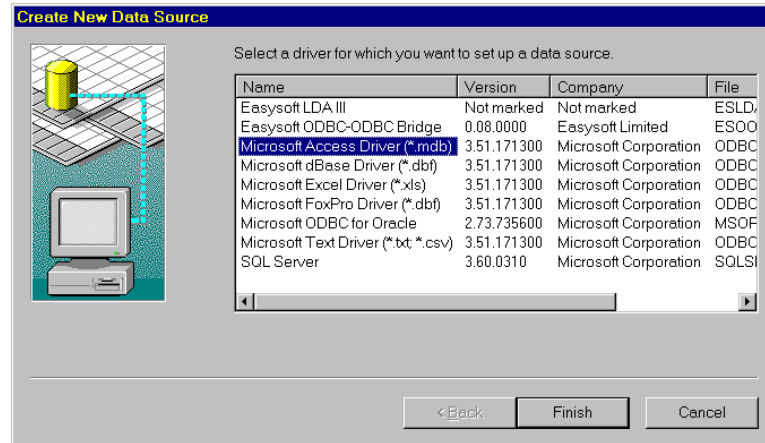 Create New Data Source
Select a driver for which you want to set up a data source.
Name Version Company File
Easysoft LDA III Not marked Not marked ESLD
Easysoft ODBC-ODBC Bridge 0.08.0000 Easysoft Limited ESOO
Microsoft Access Driver (*.mdb) 3.51.171300 Microsoft Corporation ODBC
Microsoft dBase Driver (*.dbf) 3.51.171300 Microsoft Corporation ODBC
Microsoft Excel Driver (*.xls) 3.51.171300 Microsoft Corporation ODBC
Microsoft FoxPro Driver (*.dbf) 3.51.171300 Microsoft Corporation ODBC
Microsoft ODBC for Oracle 2.73.735600 Microsoft Corporation MSOF
Microsoft Text Driver (*.txt; *.csv) 3.51.171300 Microsoft Corporation ODBC
SQL Server 3.60.0310 Microsoft Corporation SQLS
< Back Finish Cancel